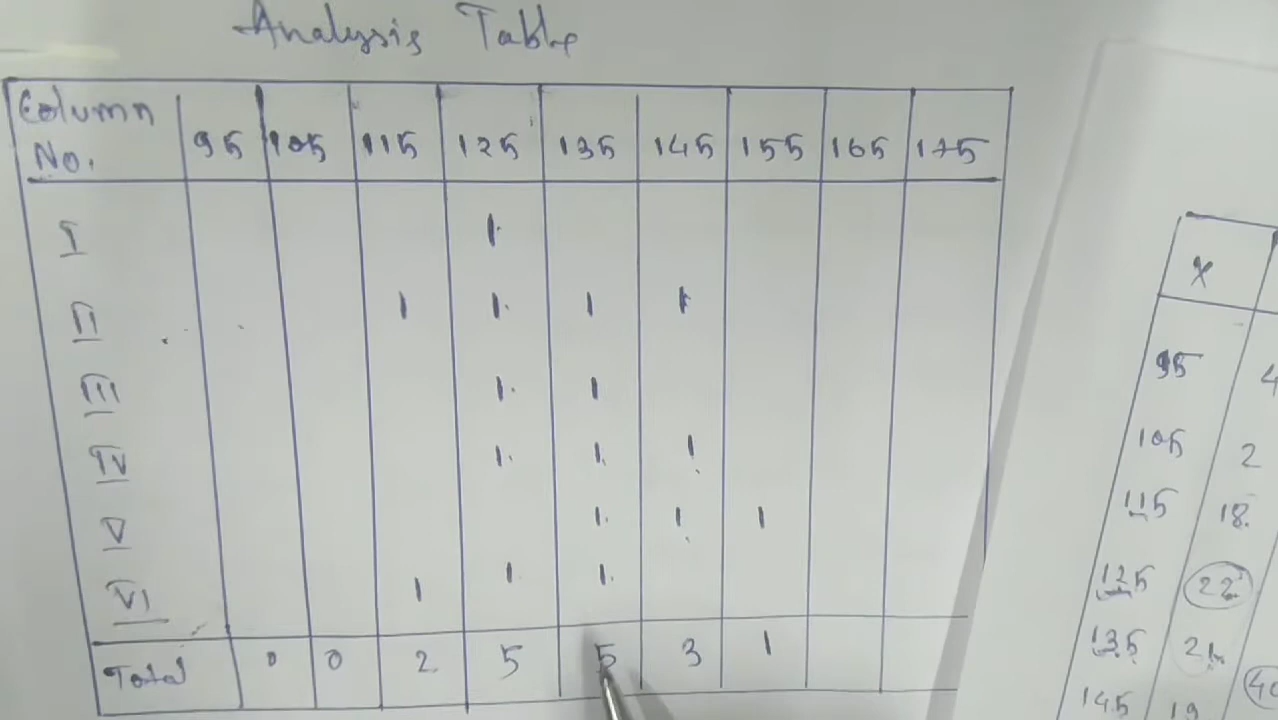 Analysis Table
Column No. 95 105 115 125 135 145 155 165 175
I 1
II 1 1 1 1
III 1 1
IV 1 1 1
V 1 1 1
VI 1 1 1
Total 0 0 2 5 5 3 1
X
95 4
105 2
115 18
125 22
135 21
145 19